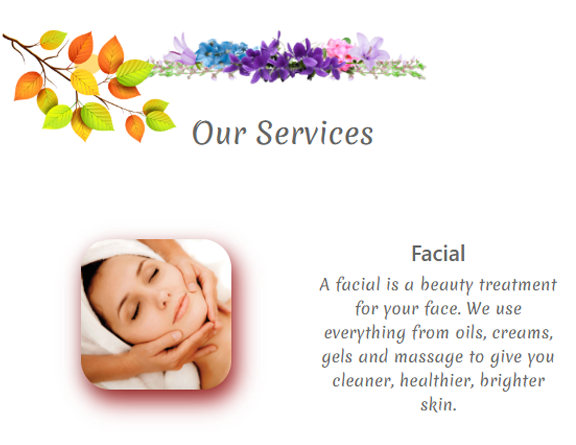 Our Services
Facial
A facial is a beauty treatment
for your face. We use
everything from oils, creams,
gels and massage to give you
cleaner, healthier, brighter
skin.